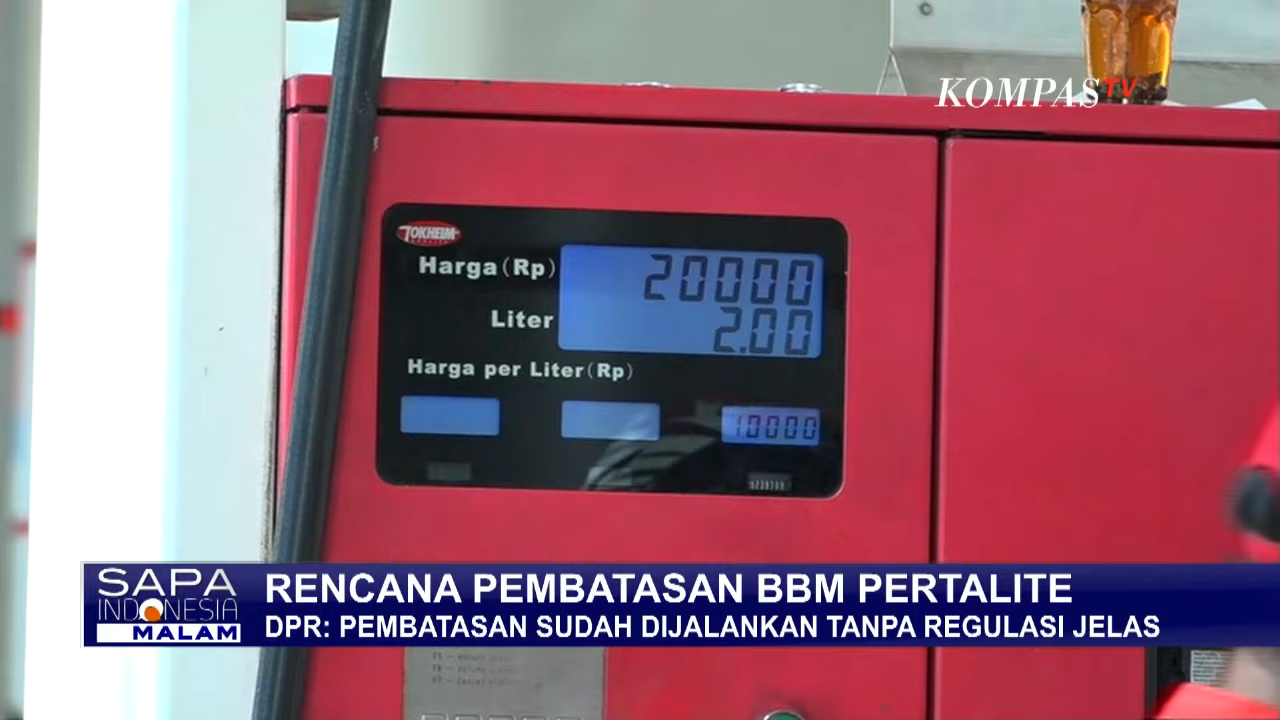 KOMPASTV
TOKHEIM
Harga (Rp) 20000
Liter 2.00
Harga per Liter (Rp)
10000
SAPA
INDONESIA
MALAM
RENCANA PEMBATASAN BBM PERTALITE
DPR: PEMBATASAN SUDAH DIJALANKAN TANPA REGULASI JELAS